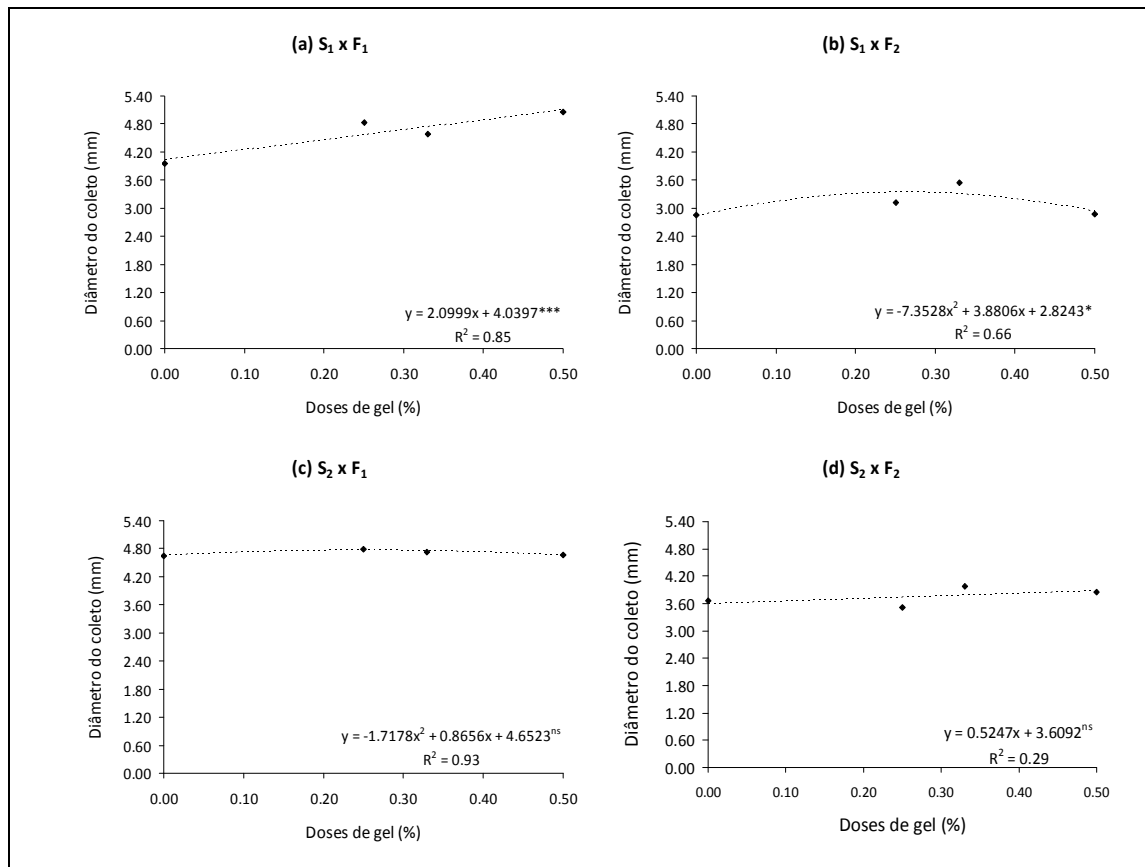 (a) S₁ x F₁
Diâmetro do coleto (mm)
5.40
4.80
4.20
3.60
3.00
2.40
1.80
1.20
0.60
0.00
y = 2.0999x + 4.0397***
R² = 0.85
0.00 0.10 0.20 0.30 0.40 0.50
Doses de gel (%)
(b) S₁ x F₂
Diâmetro do coleto (mm)
5.40
4.80
4.20
3.60
3.00
2.40
1.80
1.20
0.60
0.00
y = -7.3528x² + 3.8806x + 2.8243*
R² = 0.66
0.00 0.10 0.20 0.30 0.40 0.50
Doses de gel (%)
(c) S₂ x F₁
Diâmetro do coleto (mm)
5.40
4.80
4.20
3.60
3.00
2.40
1.80
1.20
0.60
0.00
y = -1.7178x² + 0.8656x + 4.6523ⁿˢ
R² = 0.93
0.00 0.10 0.20 0.30 0.40 0.50
Doses de gel (%)
(d) S₂ x F₂
Diâmetro do coleto (mm)
5.40
4.80
4.20
3.60
3.00
2.40
1.80
1.20
0.60
0.00
y = 0.5247x + 3.6092ⁿˢ
R² = 0.29
0.00 0.10 0.20 0.30 0.40 0.50
Doses de gel (%)